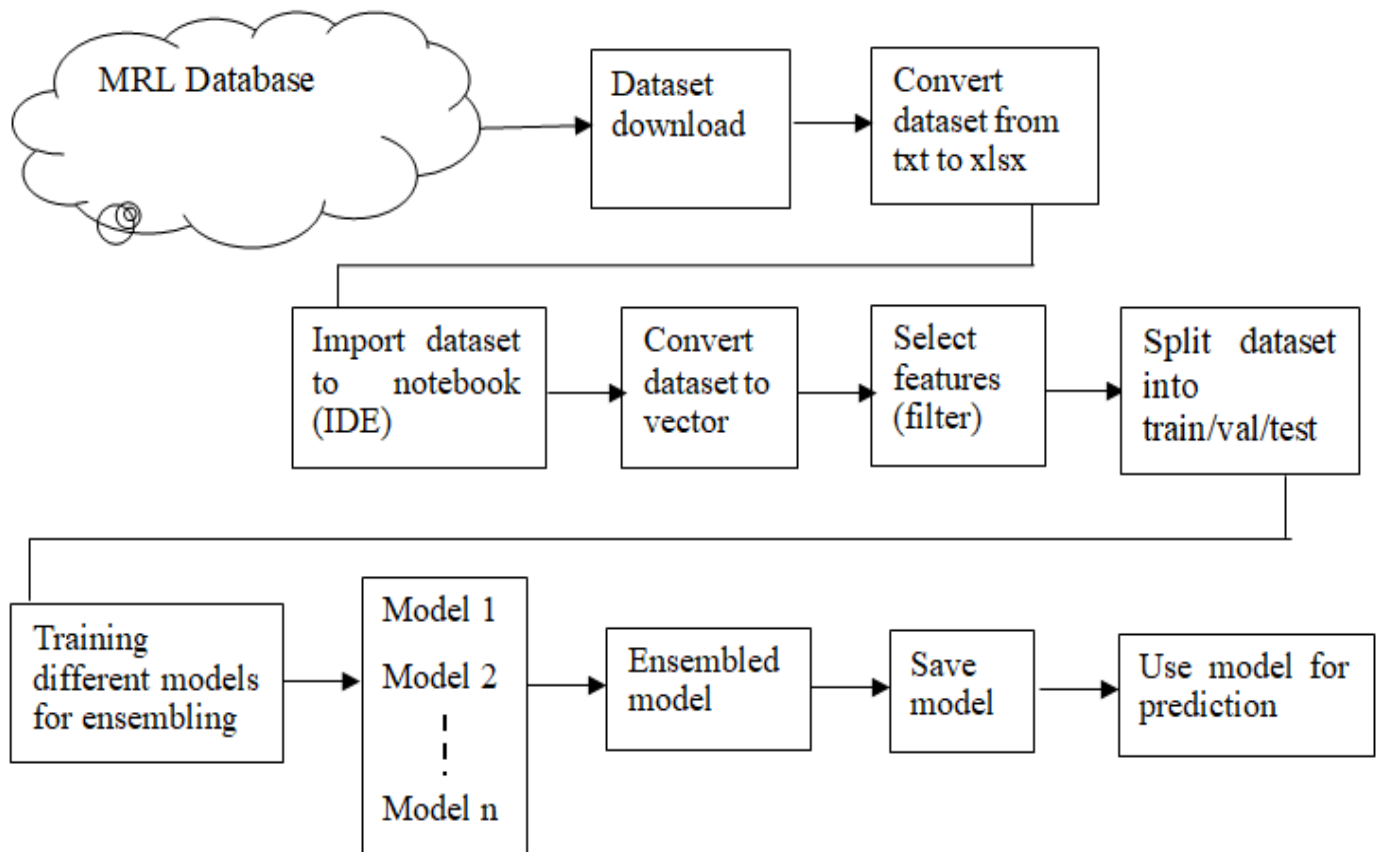 MRL Database
Dataset
download
Convert
dataset from
txt to xlsx
Import dataset
to notebook
(IDE)
Convert
dataset to
vector
Select
features
(filter)
Split dataset
into
train/val/test
Training
different models
for ensembling
Model 1
Model 2
Model n
Ensembled
model
Save
model
Use model for
prediction